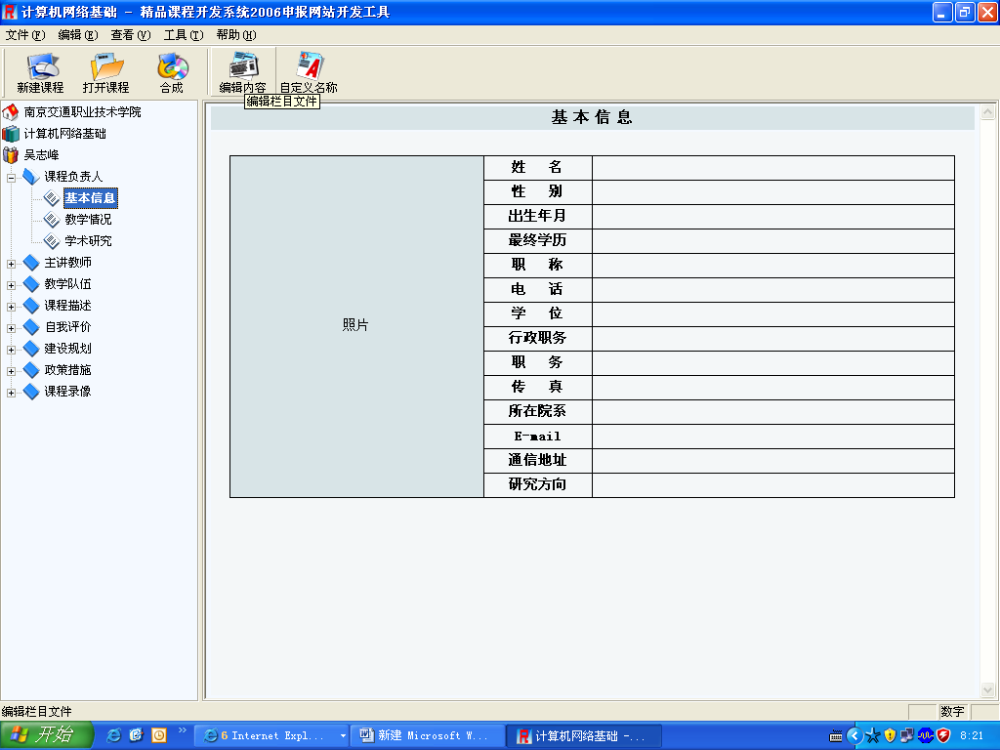 计算机网络基础 - 精品课程开发系统2006申报网站开发工具
文件(F) 编辑(E) 查看(V) 工具(T) 帮助(H)
新建课程 打开课程 合成 编辑内容 自定义名称
编辑栏目文件
南京交通职业技术学院
计算机网络基础
吴志峰
课程负责人
基本信息
教学情况
学术研究
主讲教师
教学队伍
课程描述
自我评价
建设规划
政策措施
课程录像
基本信息
照片
姓 名
性 别
出生年月
最终学历
职 称
电 话
学 位
行政职务
职 务
传 真
所在院系
E-mail
通信地址
研究方向
编辑栏目文件 数字
开始 6 Internet Expl... 新建 Microsoft W... 计算机网络基础 -... 8:21